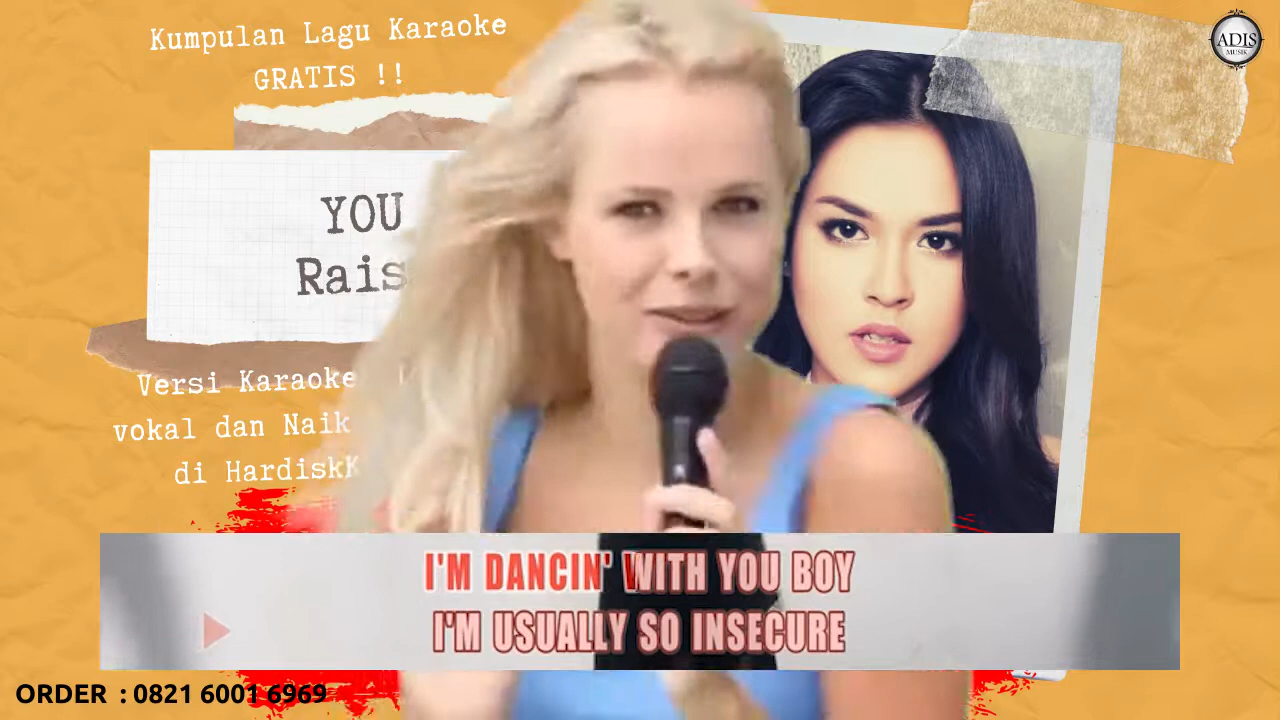 Kumpulan Lagu Karaoke
GRATIS !!
ADIS
MUSIK
YOU
Rais
Versi Karaoke
vokal dan Naik
di HardiskK
I'M DANCIN' WITH YOU BOY
I'M USUALLY SO INSECURE
ORDER : 0821 6001 6969